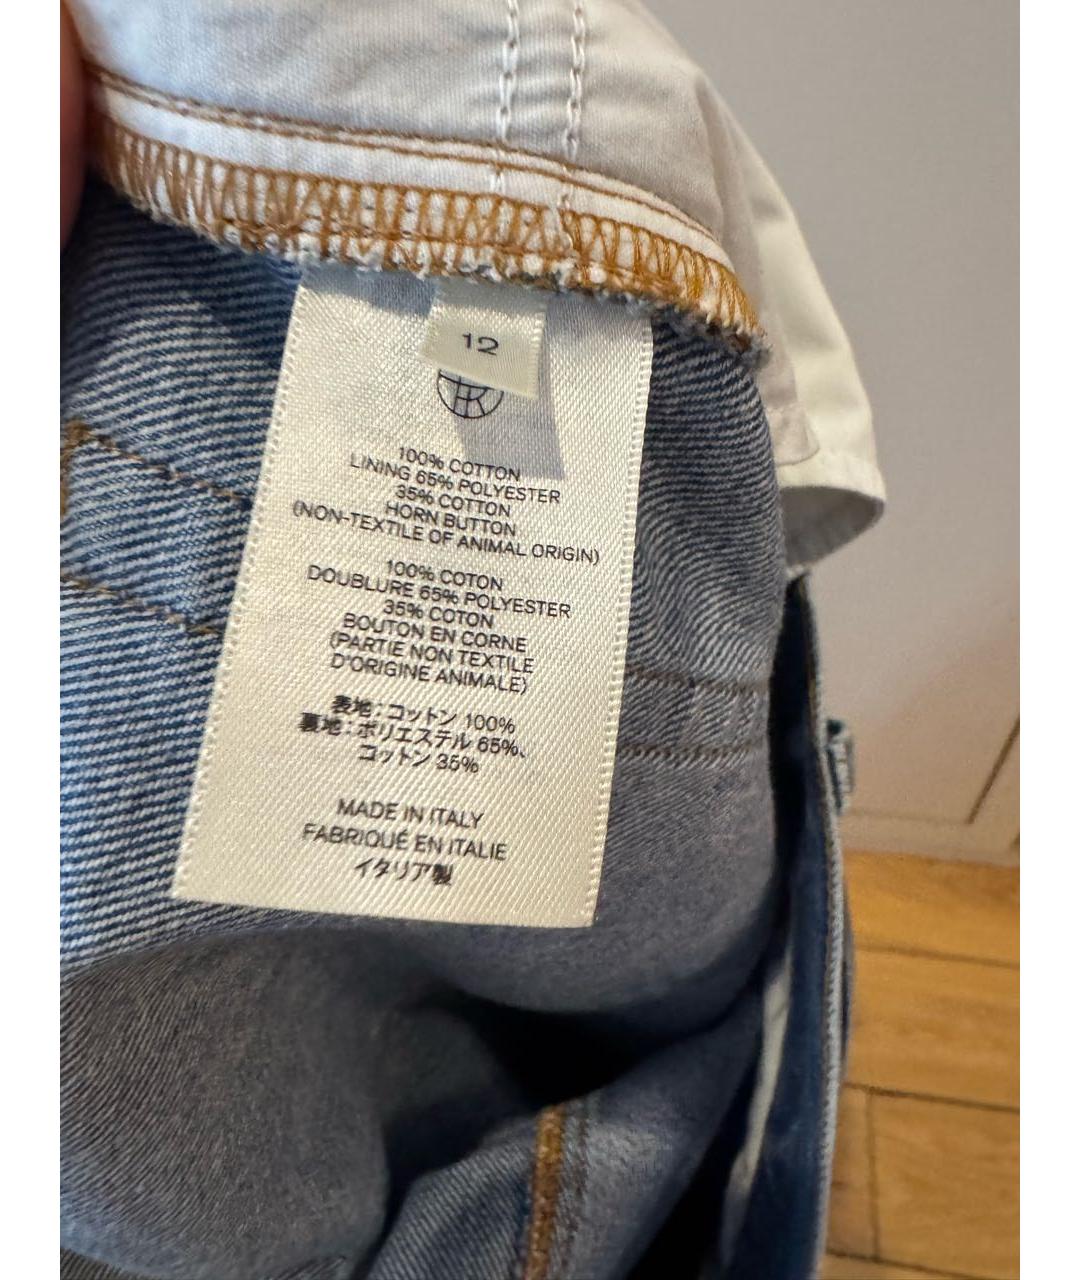 12
100% COTTON
LINING 65% POLYESTER
35% COTTON
HORN BUTTON
(NON-TEXTILE OF ANIMAL ORIGIN)
100% COTON
DOUBLURE 65% POLYESTER
35% COTON
BOUTON EN CORNE
(PARTIE NON TEXTILE
D'ORIGINE ANIMALE)
表地：コットン 100%
裏地：ポリエステル 65%、
コットン 35%
MADE IN ITALY
FABRIQUÉ EN ITALIE
イタリア製